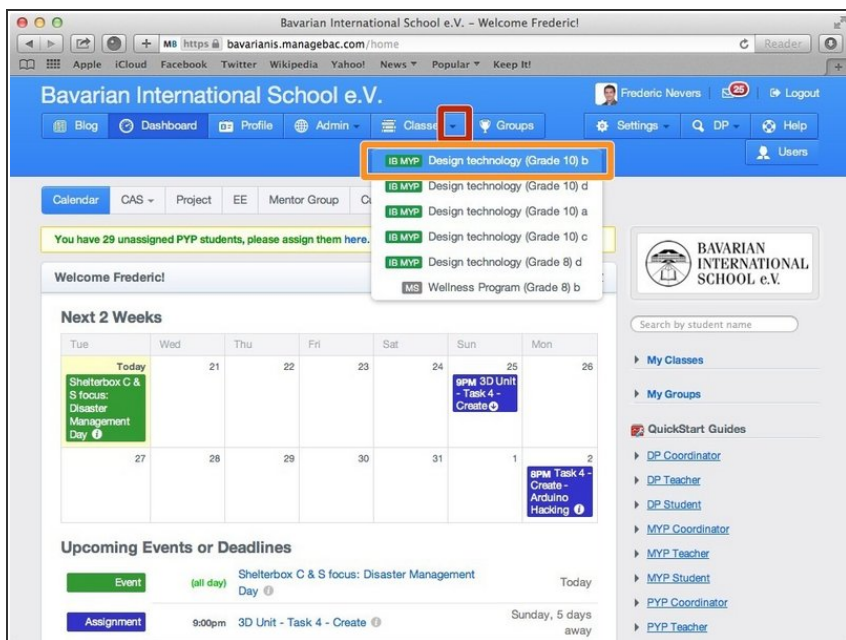 Bavarian International School e.V. – Welcome Frederic!
MB https bavarianis.managebac.com/home
Reader
Apple iCloud Facebook Twitter Wikipedia Yahoo! News Popular Keep It!
Bavarian International School e.V.
Frederic Nevers 25 Logout
Blog Dashboard Profile Admin Classes Groups Settings DP Help
Users
IB MYP Design technology (Grade 10) b
IB MYP Design technology (Grade 10) d
IB MYP Design technology (Grade 10) a
IB MYP Design technology (Grade 10) c
IB MYP Design technology (Grade 8) d
MS Wellness Program (Grade 8) b
Calendar CAS Project EE Mentor Group
You have 29 unassigned PYP students, please assign them here.
Welcome Frederic!
Next 2 Weeks
Tue Wed Thu Fri Sat Sun Mon
Today 21 22 23 24 25 26
Shelterbox C &
S focus:
Disaster
Management
Day
9PM 3D Unit
- Task 4 -
Create
27 28 29 30 31 1 2
8PM Task 4 -
Create -
Arduino
Hacking
Upcoming Events or Deadlines
Event (all day) Shelterbox C & S focus: Disaster Management
Day
Today
Assignment 9:00pm 3D Unit - Task 4 - Create
Sunday, 5 days
away
BAVARIAN
INTERNATIONAL
SCHOOL e.V.
Search by student name
My Classes
My Groups
QuickStart Guides
DP Coordinator
DP Teacher
DP Student
MYP Coordinator
MYP Teacher
MYP Student
PYP Coordinator
PYP Teacher